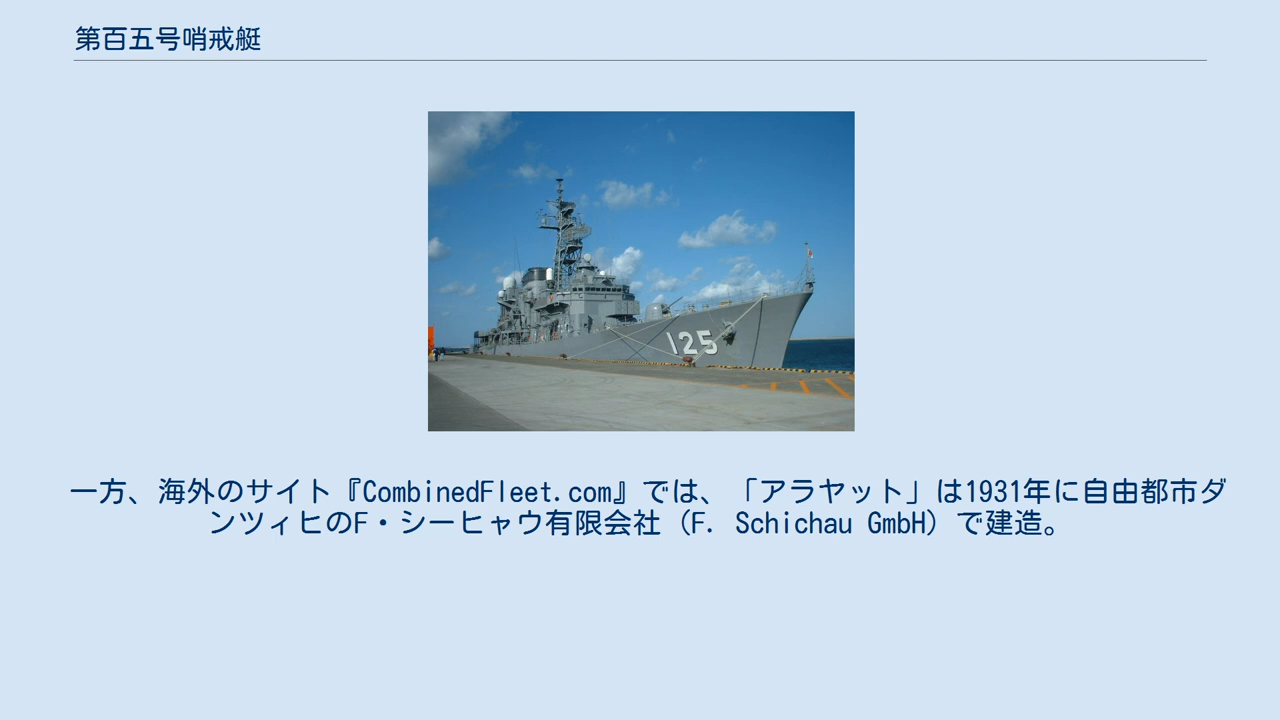 第百五号哨戒艇
125
一方、海外のサイト『CombinedFleet.com』では、「アラヤット」は1931年に自由都市ダ
ンツィヒのF・シーヒャウ有限会社（F. Schichau GmbH）で建造。